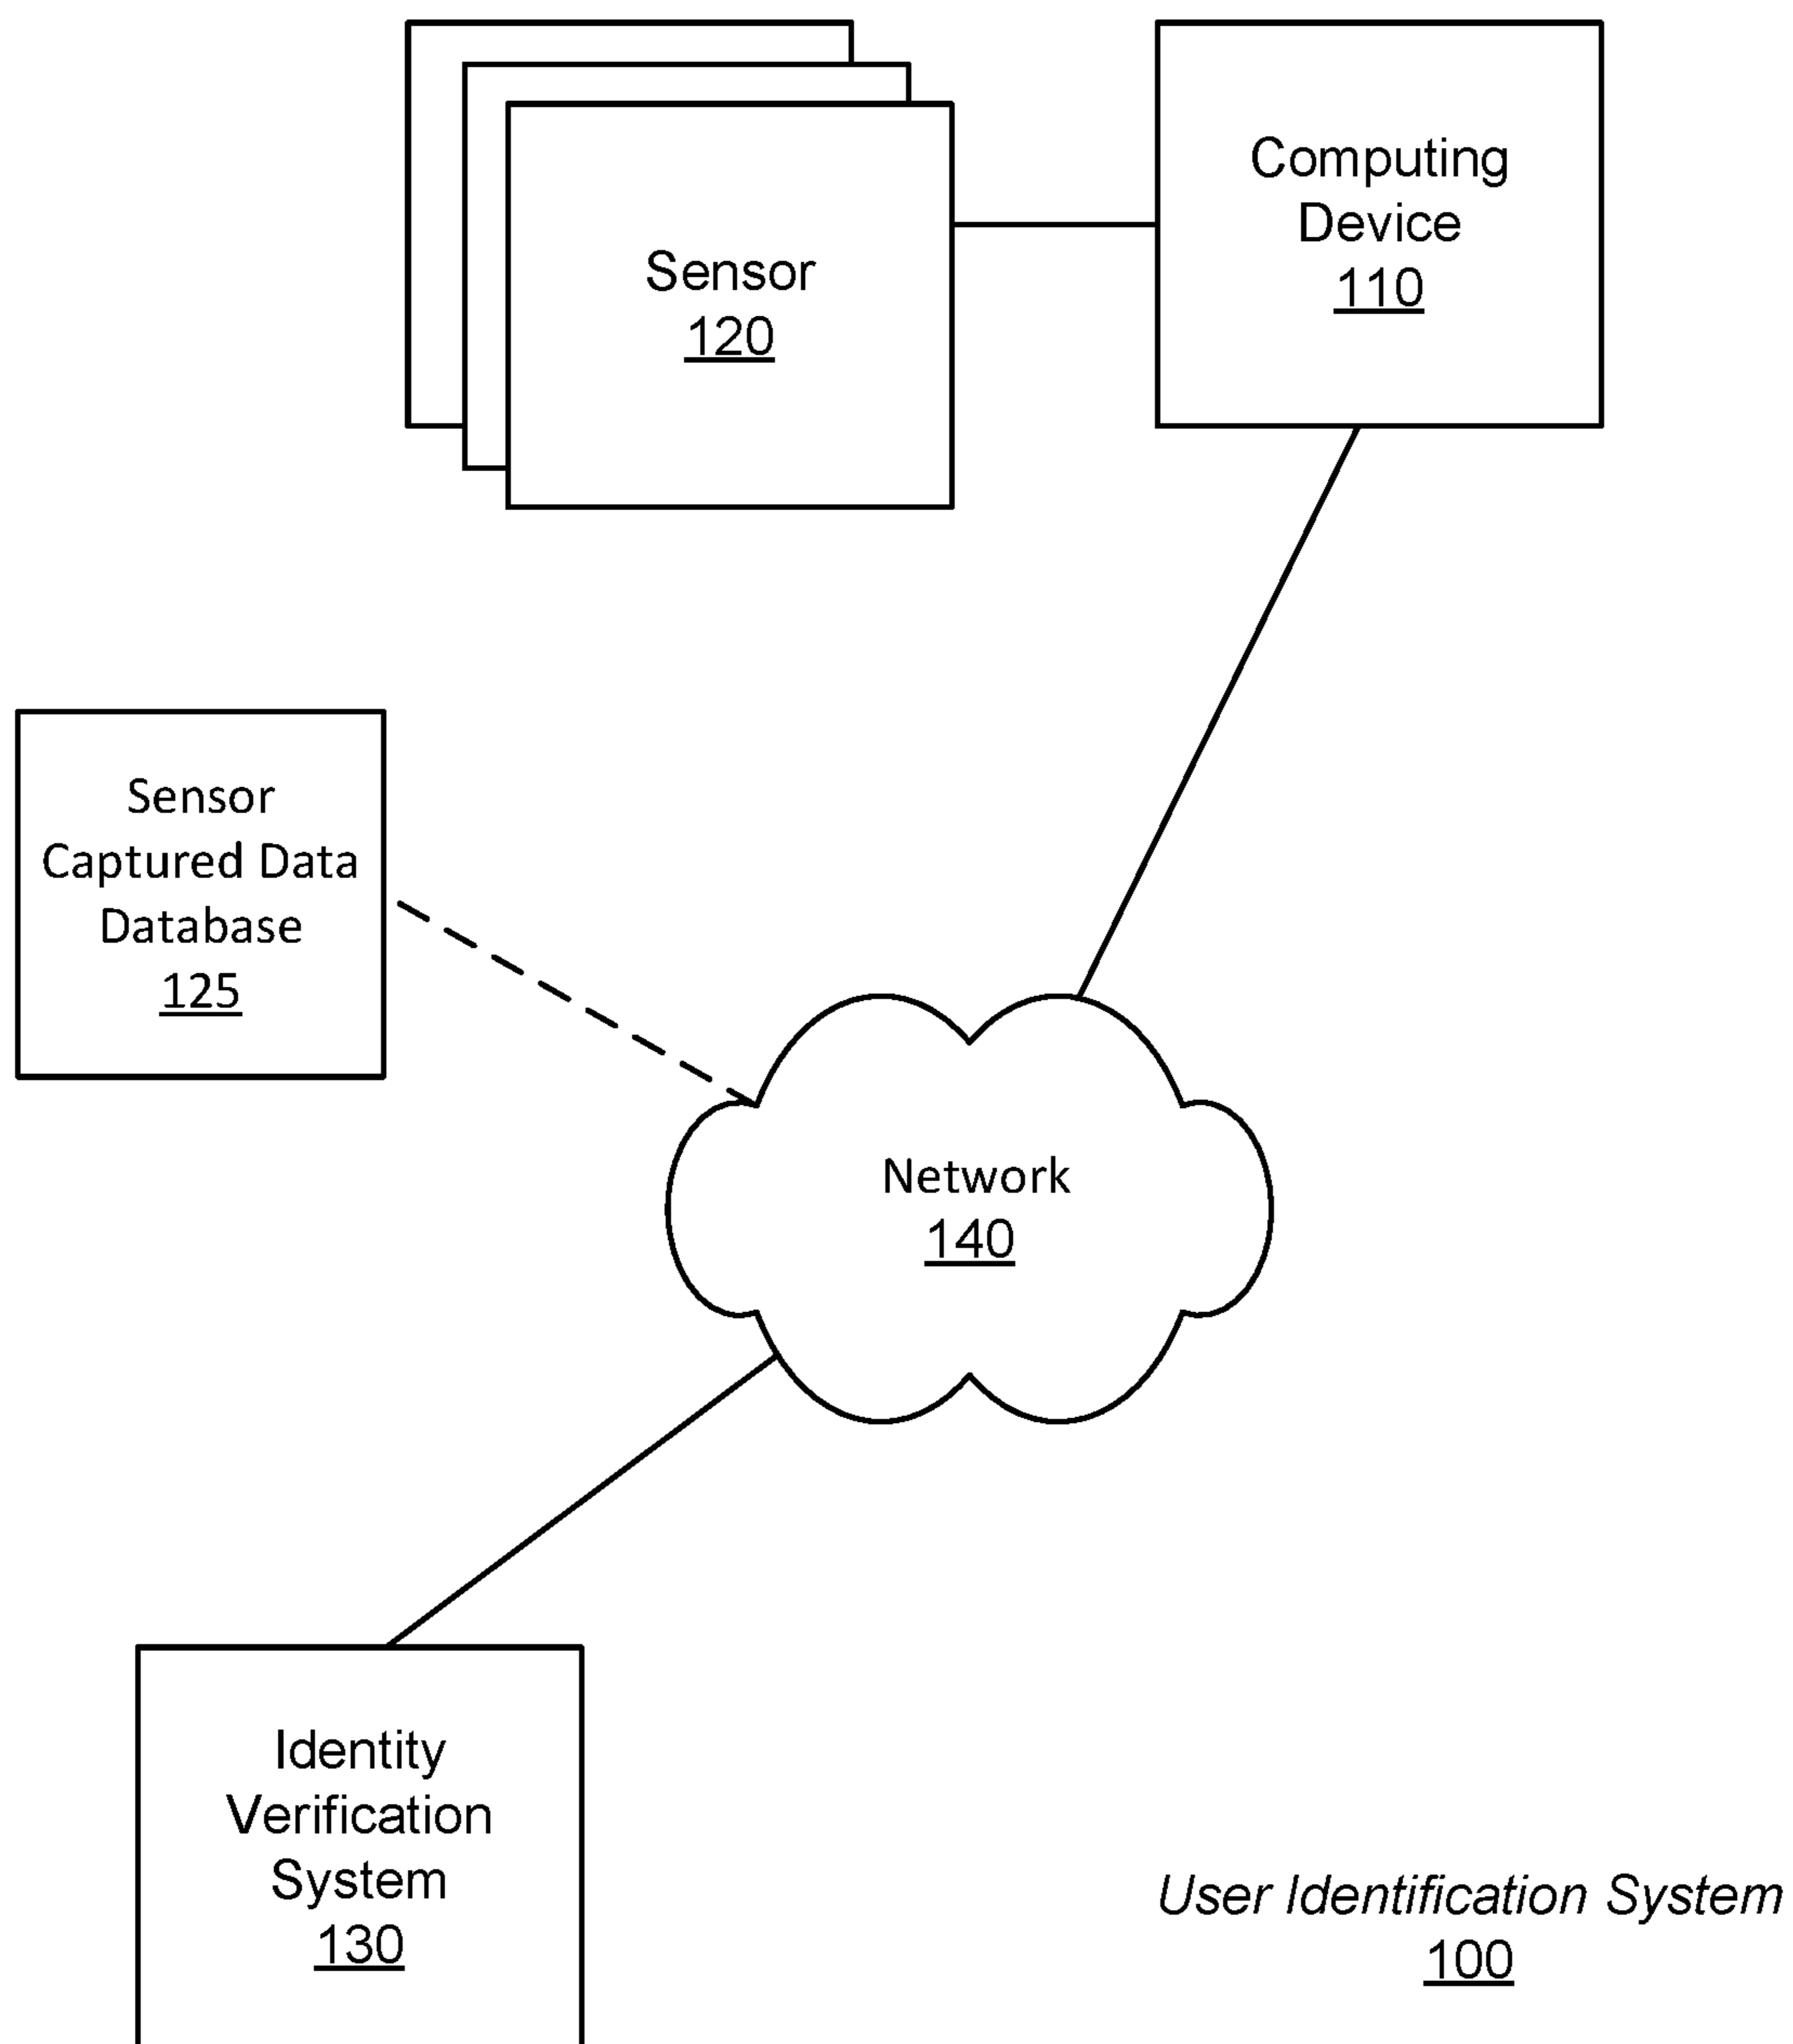 Computing
Device
110
Sensor
120
Sensor
Captured Data
Database
125
Network
140
Identity
Verification
System
130
User Identification System
100